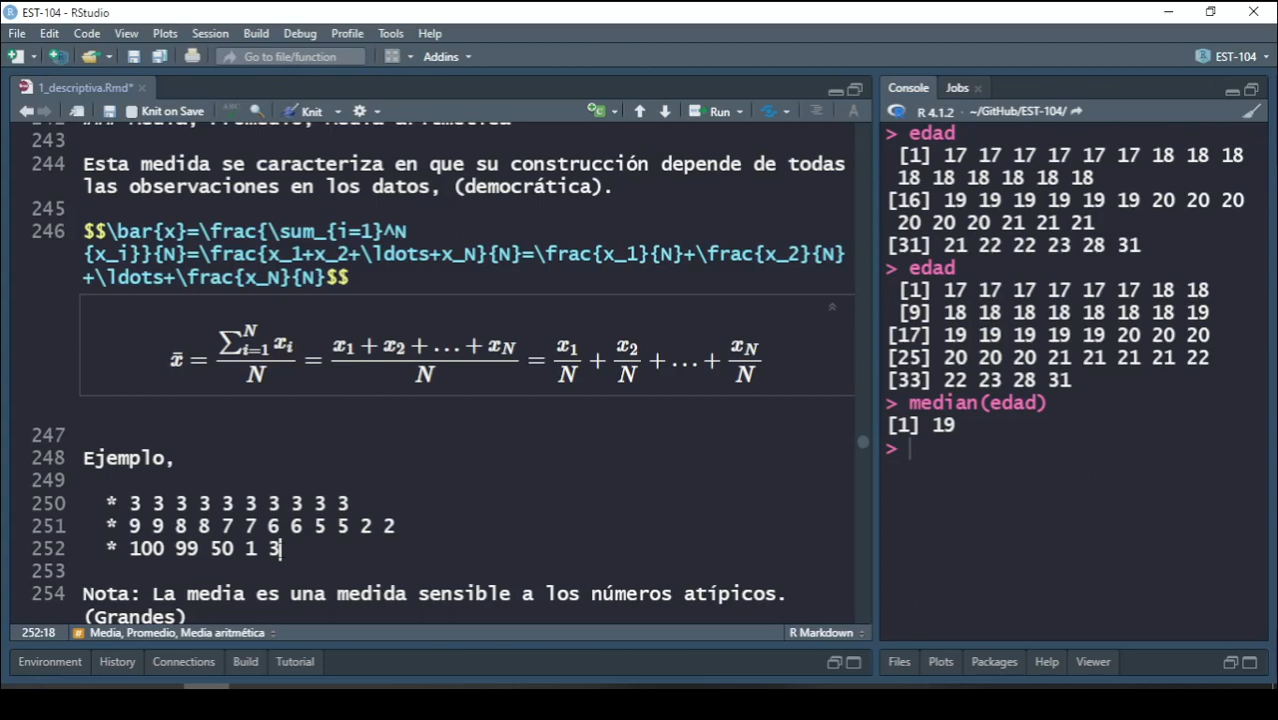 EST-104 - RStudio
File Edit Code View Plots Session Build Debug Profile Tools Help
Go to file/function Addins EST-104
1_descriptiva.Rmd*
Knit on Save Knit Run
243
244 Esta medida se caracteriza en que su construcción depende de todas
las observaciones en los datos, (democrática).
245
246 $$\bar{x}=\frac{\sum_{i=1}^N
{x_i}}{N}=\frac{x_1+x_2+\ldots+x_N}{N}=\frac{x_1}{N}+\frac{x_2}{N}
+\ldots+\frac{x_N}{N}$$
x̄ = ∑ᵢ₌₁ᴺ xᵢ / N = x₁ + x₂ + … + x_N / N = x₁ / N + x₂ / N + … + x_N / N
247
248 Ejemplo,
249
250 * 3 3 3 3 3 3 3 3 3 3
251 * 9 9 8 8 7 7 6 6 5 5 2 2
252 * 100 99 50 1 3
253
254 Nota: La media es una medida sensible a los números atípicos.
(Grandes)
252:18 # Media, Promedio, Media aritmética R Markdown
Environment History Connections Build Tutorial
Console Jobs
R 4.1.2 · ~/GitHub/EST-104/
> edad
[1] 17 17 17 17 17 17 18 18 18
18 18 18 18 18 18
[16] 19 19 19 19 19 19 20 20 20
20 20 20 21 21 21
[31] 21 22 22 23 28 31
> edad
[1] 17 17 17 17 17 17 18 18
[9] 18 18 18 18 18 18 18 19
[17] 19 19 19 19 19 20 20 20
[25] 20 20 20 21 21 21 21 22
[33] 22 23 28 31
> median(edad)
[1] 19
>
Files Plots Packages Help Viewer